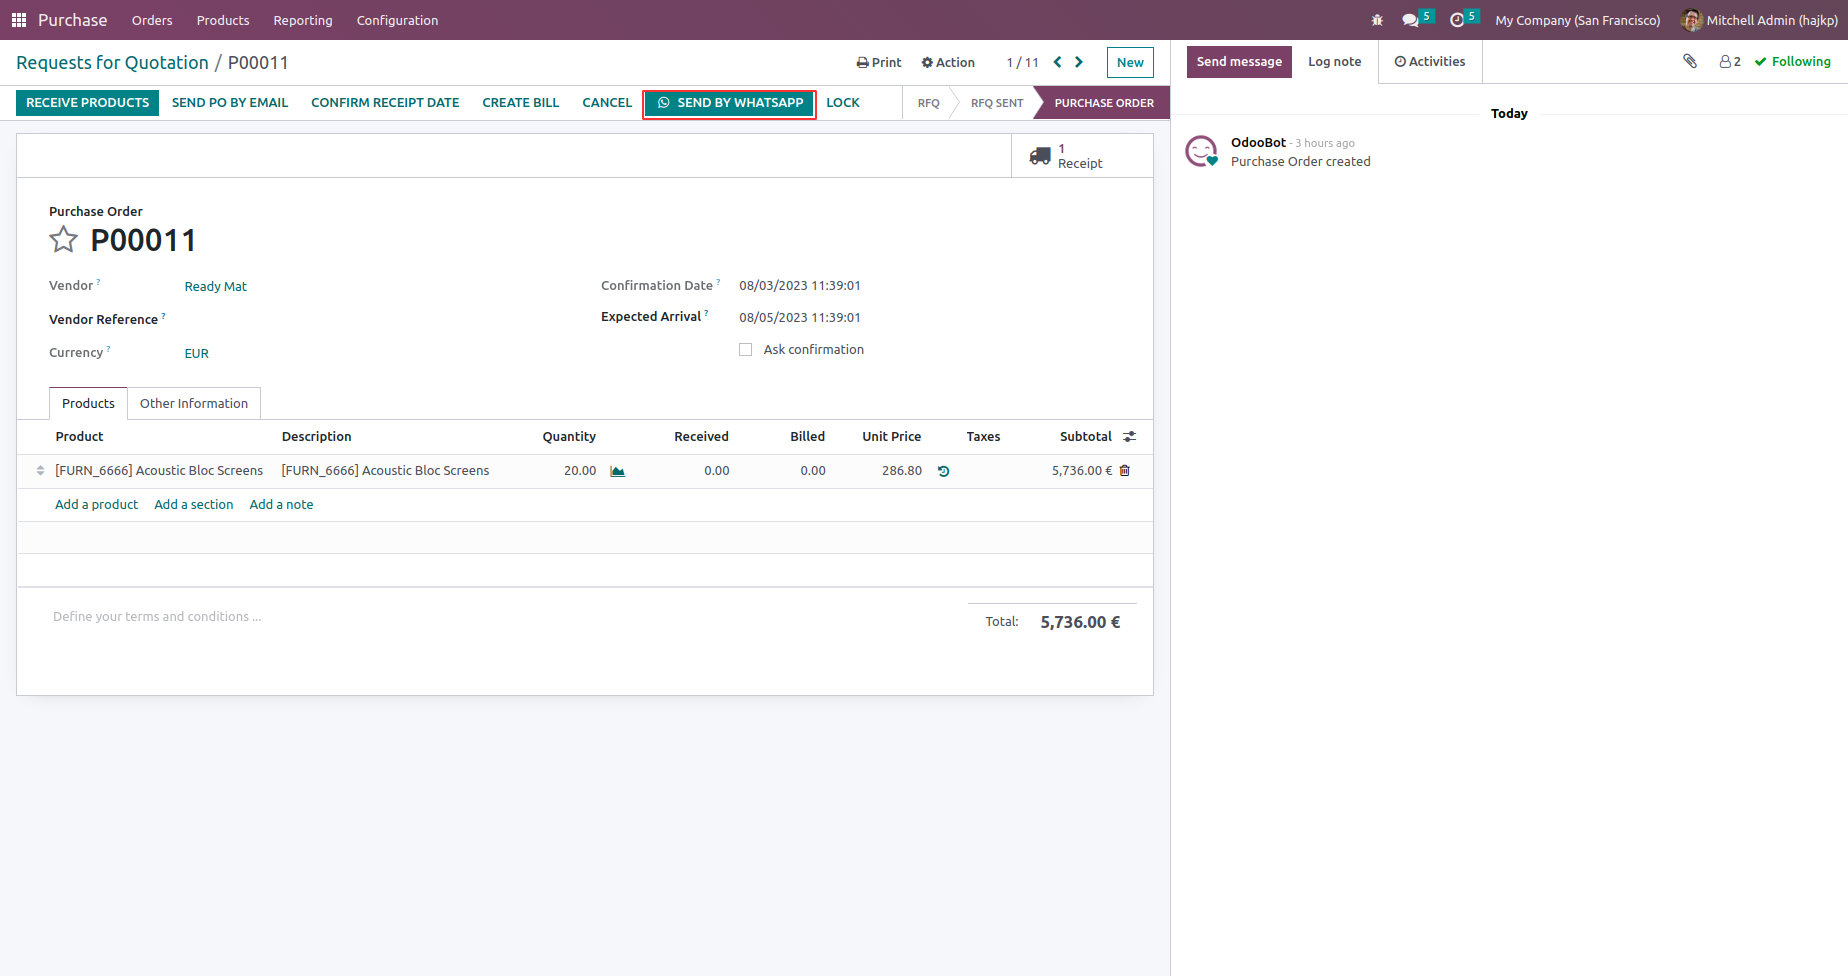 Purchase Orders Products Reporting Configuration 5 5 My Company (San Francisco) Mitchell Admin (hajkp)
Requests for Quotation / P00011 Print Action 1 / 11 New
RECEIVE PRODUCTS SEND PO BY EMAIL CONFIRM RECEIPT DATE CREATE BILL CANCEL SEND BY WHATSAPP LOCK RFQ RFQ SENT PURCHASE ORDER
1
Receipt
Purchase Order
P00011
Vendor ? Ready Mat Confirmation Date ? 08/03/2023 11:39:01
Vendor Reference ? Expected Arrival ? 08/05/2023 11:39:01
Currency ? EUR Ask confirmation
Products Other Information
Product Description Quantity Received Billed Unit Price Taxes Subtotal
[FURN_6666] Acoustic Bloc Screens [FURN_6666] Acoustic Bloc Screens 20.00 0.00 0.00 286.80 5,736.00 €
Add a product Add a section Add a note
Define your terms and conditions ...
Total: 5,736.00 €
Send message Log note Activities 2 Following
Today
OdooBot - 3 hours ago
Purchase Order created